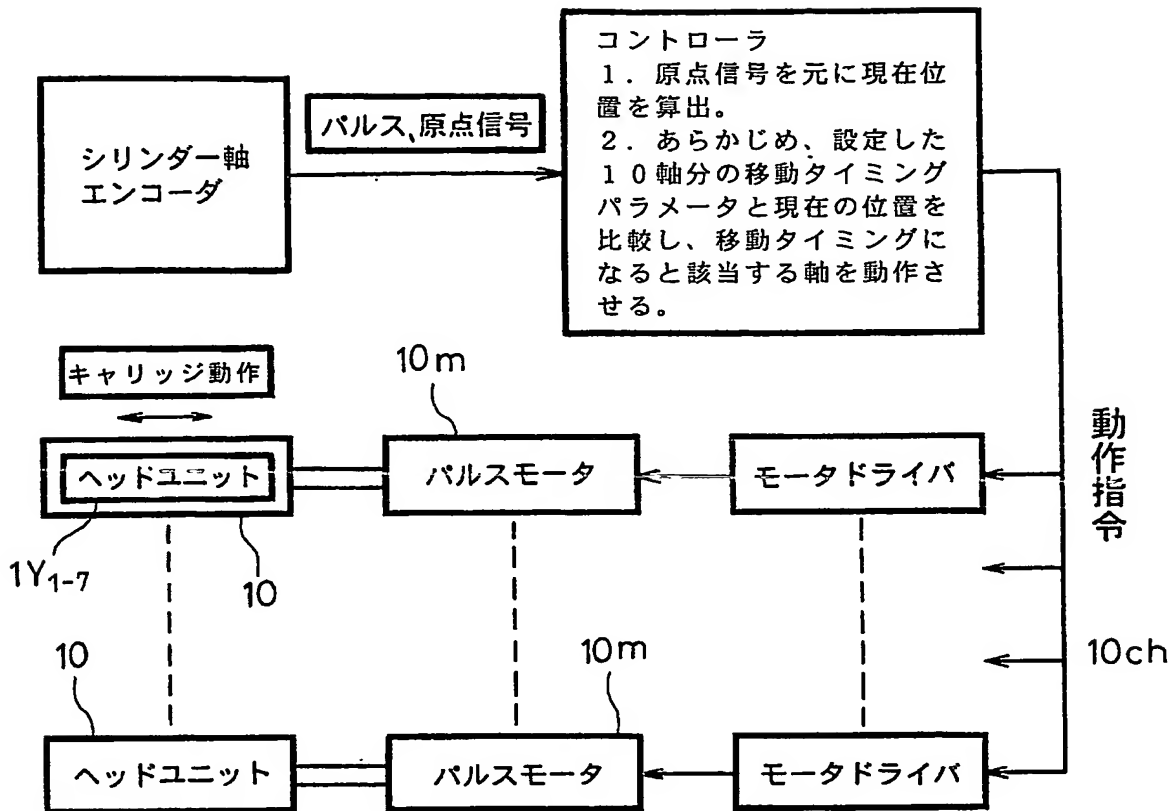 シリンダー軸
エンコーダ
パルス、原点信号
コントローラ
1．原点信号を元に現在位
置を算出。
2．あらかじめ、設定した
10軸分の移動タイミング
パラメータと現在の位置を
比較し、移動タイミングに
なると該当する軸を動作さ
せる。
キャリッジ動作
10m
ヘッドユニット
パルスモータ
モータドライバ
動作指令
1Y1-7
10
10
10m
10ch
ヘッドユニット
パルスモータ
モータドライバ